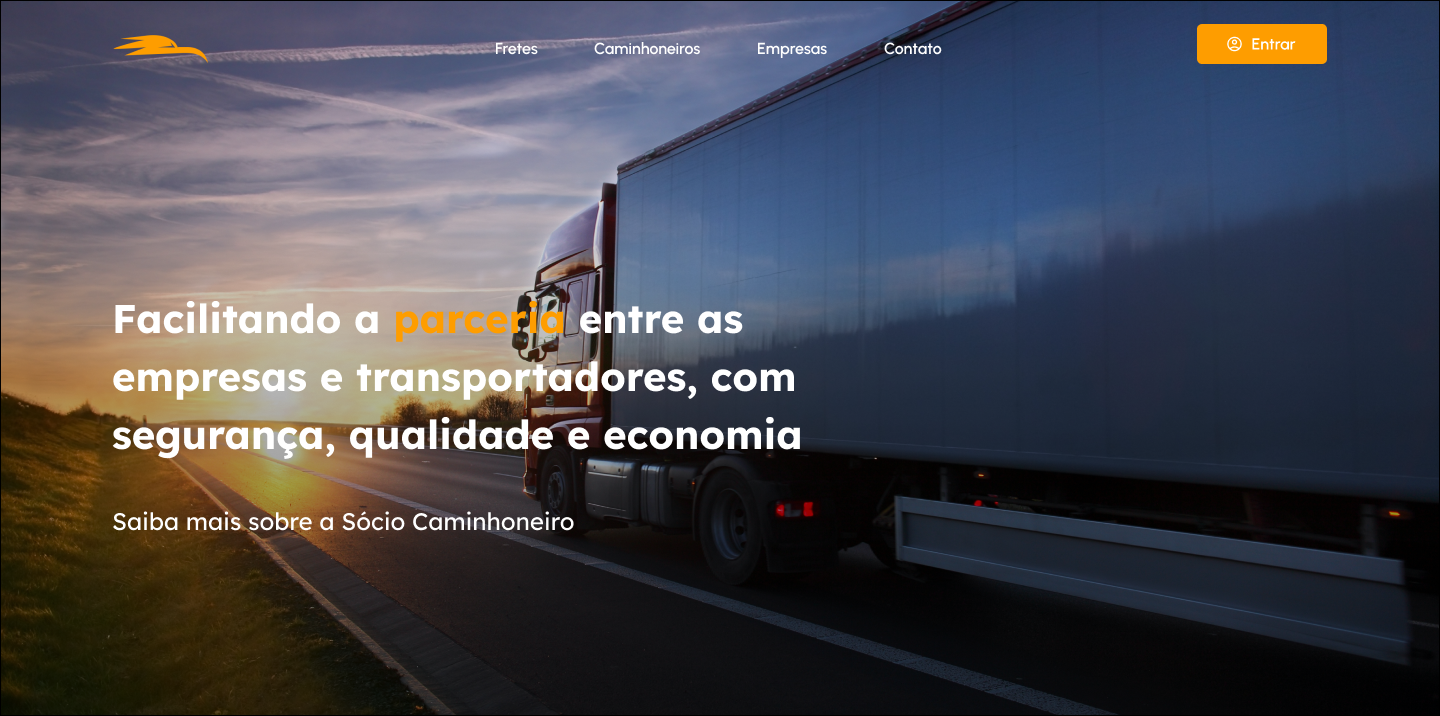 Fretes
Caminhoneiros
Empresas
Contato
Entrar
Facilitando a parceria entre as
empresas e transportadores, com
segurança, qualidade e economia
Saiba mais sobre a Sócio Caminhoneiro